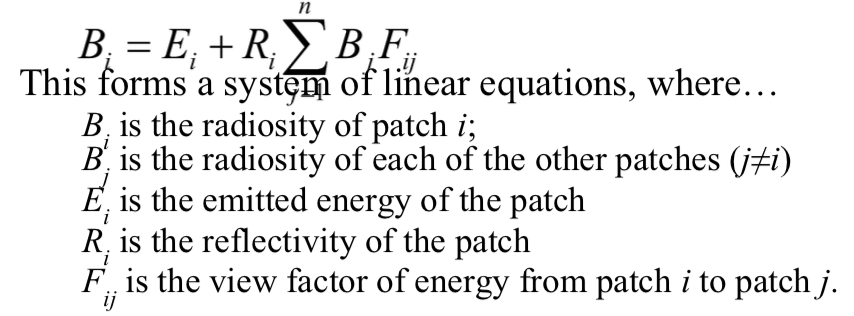 B_i = E_i + R_i \sum_{j=1}^{n} B_j F_{ij}
This forms a system of linear equations, where…
B_i is the radiosity of patch i;
B_j is the radiosity of each of the other patches (j≠i)
E_i is the emitted energy of the patch
R_i is the reflectivity of the patch
F_{ij} is the view factor of energy from patch i to patch j.